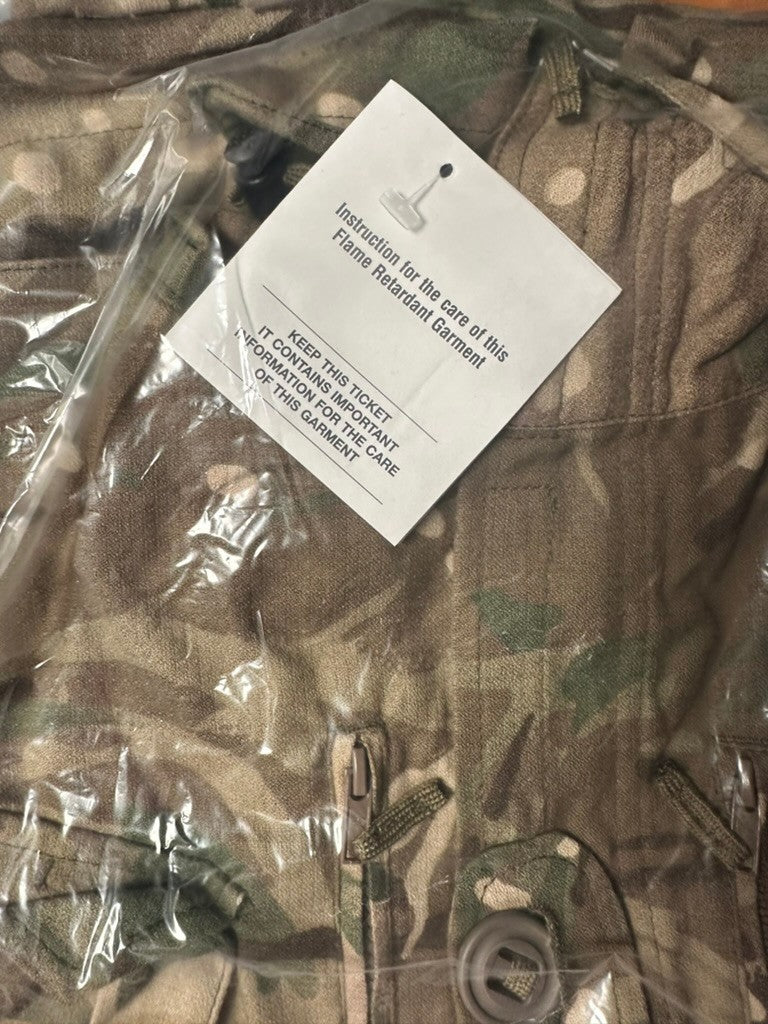 Instruction for the care of this
Flame Retardant Garment
KEEP THIS TICKET
IT CONTAINS IMPORTANT
INFORMATION FOR THE CARE
OF THIS GARMENT